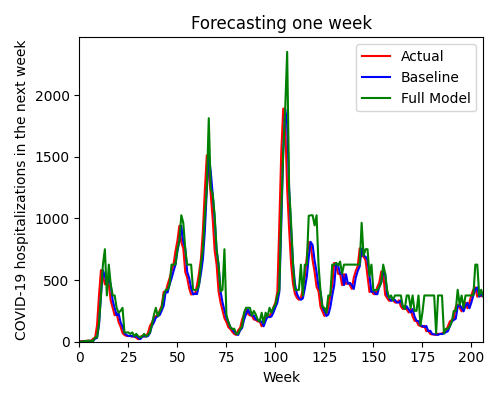 Forecasting one week
COVID-19 hospitalizations in the next week
2000
1500
1000
500
0
Actual
Baseline
Full Model
0 25 50 75 100 125 150 175 200
Week